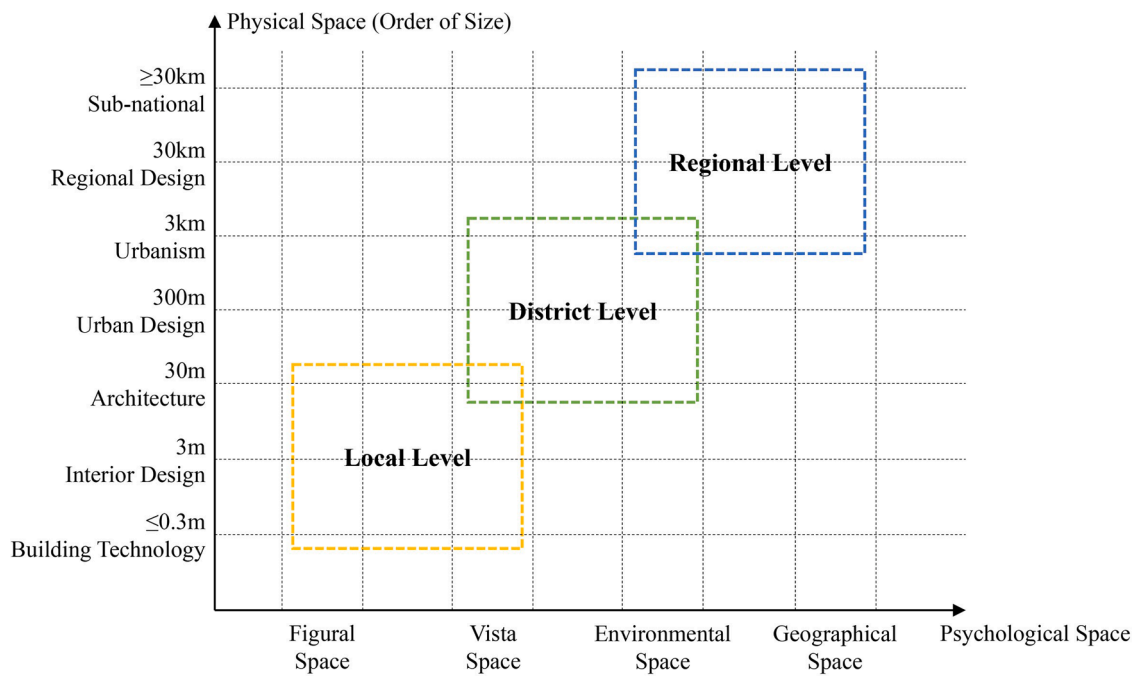 Physical Space (Order of Size)
≥30km
Sub-national
30km
Regional Design
Regional Level
3km
Urbanism
300m
Urban Design
District Level
30m
Architecture
3m
Interior Design
Local Level
≤0.3m
Building Technology
Figural
Space
Vista
Space
Environmental
Space
Geographical
Space
Psychological Space